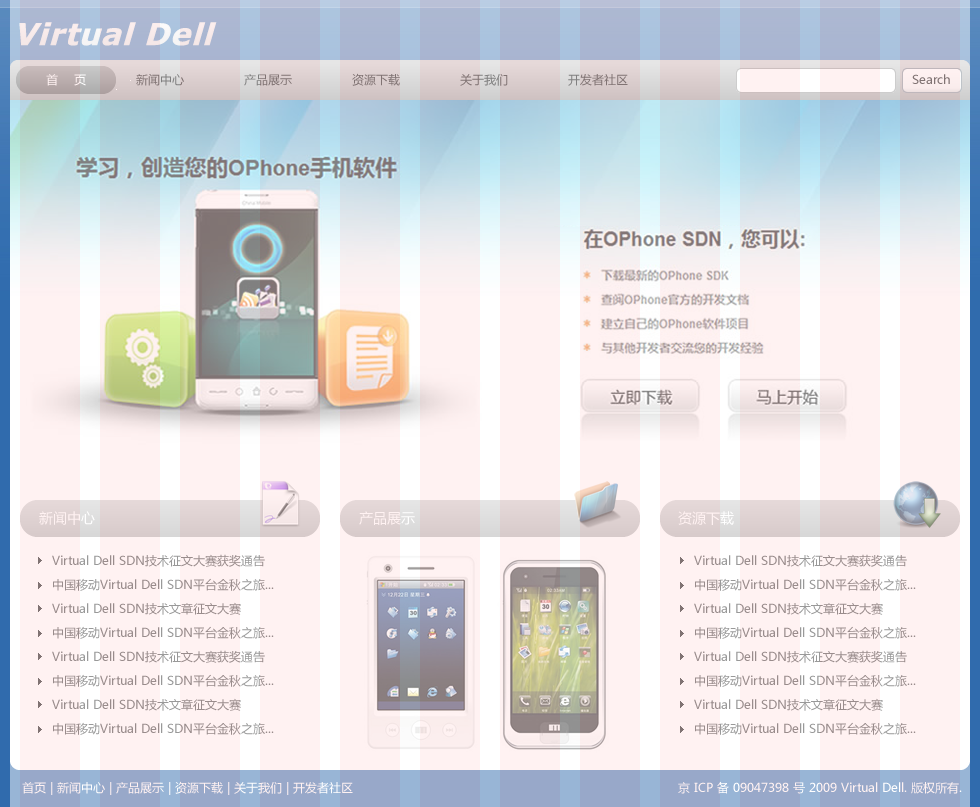 Virtual Dell
首 页 新闻中心 产品展示 资源下载 关于我们 开发者社区 Search
学习，创造您的OPhone手机软件
在OPhone SDN，您可以:
下载最新的OPhone SDK
查阅OPhone官方的开发文档
建立自己的OPhone软件项目
与其他开发者交流您的开发经验
立即下载 马上开始
新闻中心 产品展示 资源下载
Virtual Dell SDN技术征文大赛获奖通告
中国移动Virtual Dell SDN平台金秋之旅...
Virtual Dell SDN技术文章征文大赛
中国移动Virtual Dell SDN平台金秋之旅...
Virtual Dell SDN技术征文大赛获奖通告
中国移动Virtual Dell SDN平台金秋之旅...
Virtual Dell SDN技术文章征文大赛
中国移动Virtual Dell SDN平台金秋之旅...
12月22日 星期三
30
30
Virtual Dell SDN技术征文大赛获奖通告
中国移动Virtual Dell SDN平台金秋之旅...
Virtual Dell SDN技术文章征文大赛
中国移动Virtual Dell SDN平台金秋之旅...
Virtual Dell SDN技术征文大赛获奖通告
中国移动Virtual Dell SDN平台金秋之旅...
Virtual Dell SDN技术文章征文大赛
中国移动Virtual Dell SDN平台金秋之旅...
首页 | 新闻中心 | 产品展示 | 资源下载 | 关于我们 | 开发者社区 京 ICP 备 09047398 号 2009 Virtual Dell. 版权所有.